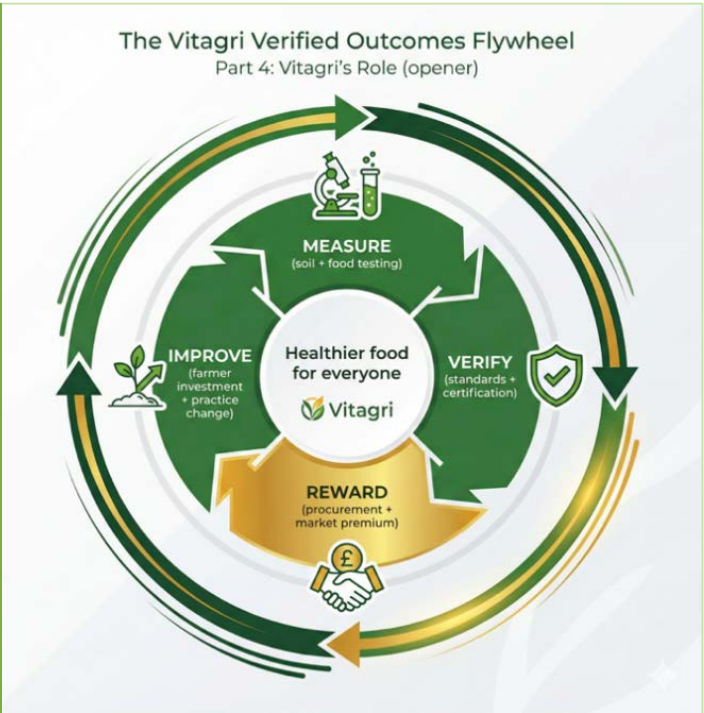 The Vitagri Verified Outcomes Flywheel
Part 4: Vitagri's Role (opener)
MEASURE
(soil + food testing)
IMPROVE
(farmer
investment
+ practice
change)
Healthier food
for everyone
Vitagri
VERIFY
(standards +
certification)
REWARD
(procurement +
market premium)
£